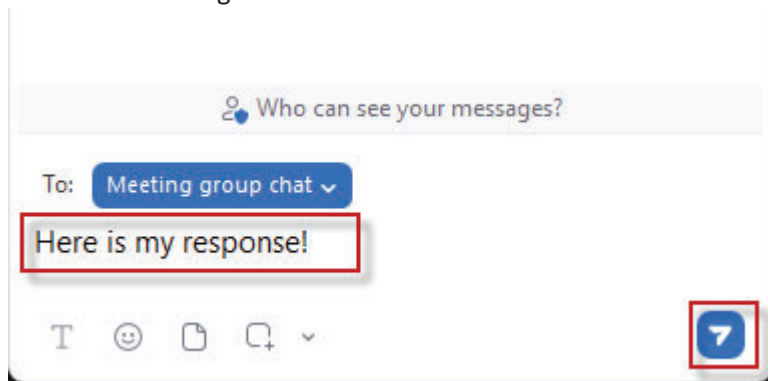 Who can see your messages?
To: Meeting group chat
Here is my response!
T